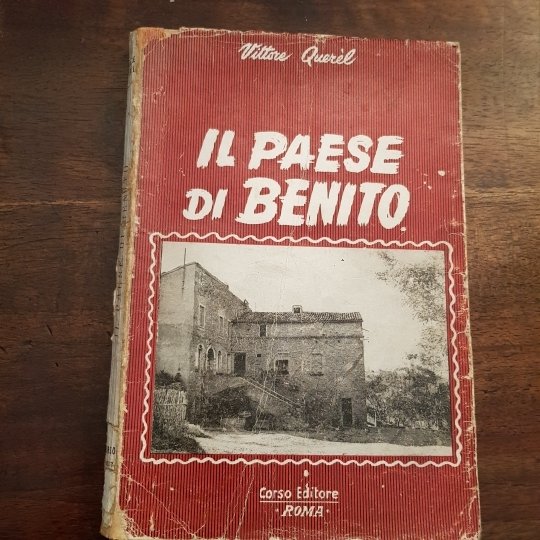 Vittore Querèl
IL PAESE
DI BENITO
Corso Editore
· ROMA ·